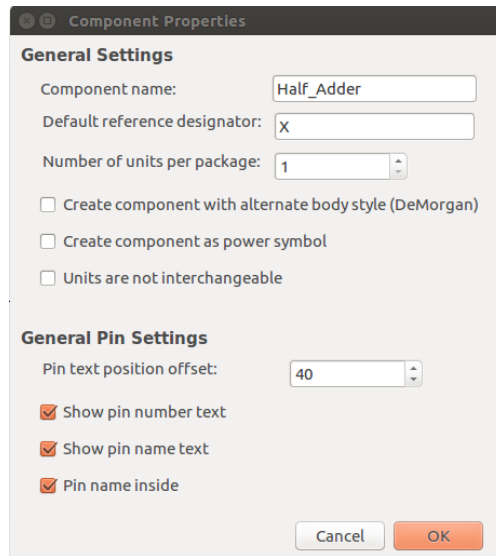 Component Properties
General Settings
Component name: Half_Adder
Default reference designator: X
Number of units per package: 1
Create component with alternate body style (DeMorgan)
Create component as power symbol
Units are not interchangeable
General Pin Settings
Pin text position offset: 40
Show pin number text
Show pin name text
Pin name inside
Cancel OK